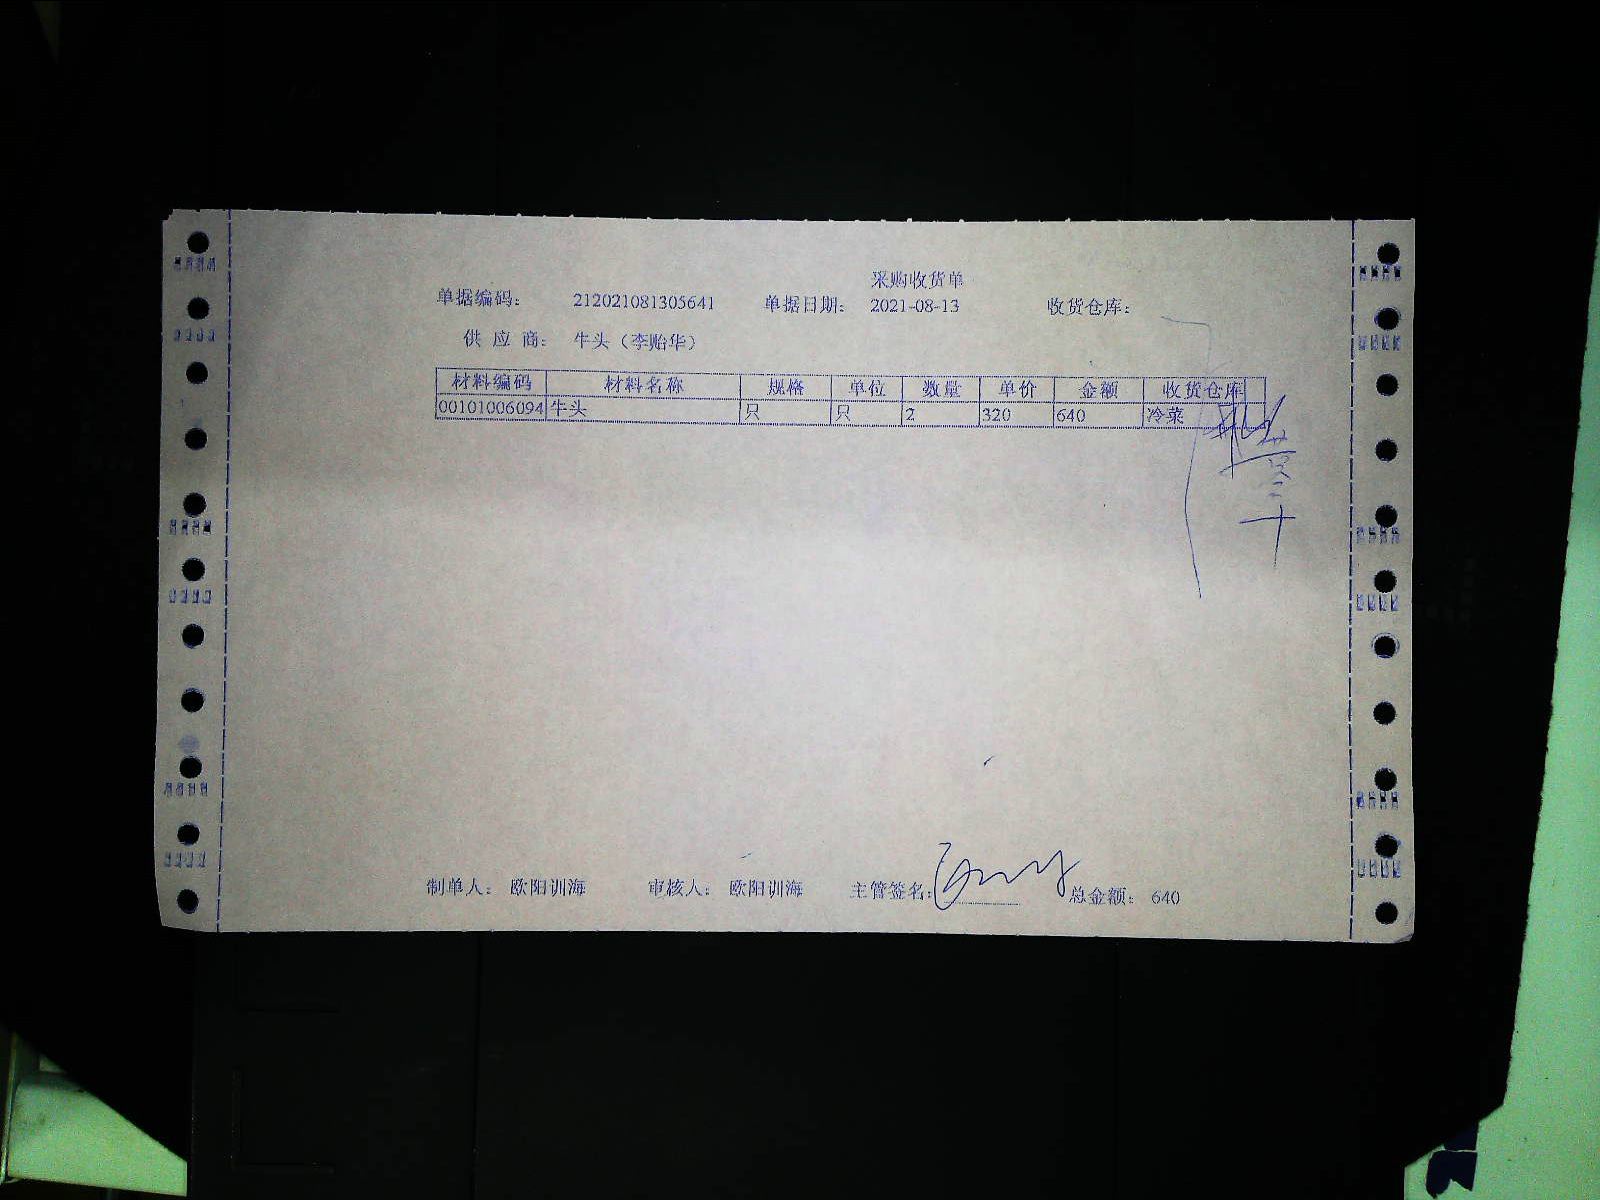 采购收货单
单据编码： 212021081305641 单据日期： 2021-08-13 收货仓库：
供 应 商： 牛头（李贻华）
材料编码 材料名称 规格 单位 数量 单价 金额 收货仓库
00101006094 牛头 只 只 2 320 640 冷菜
制单人： 欧阳训海 审核人： 欧阳训海 主管签名： 总金额： 640